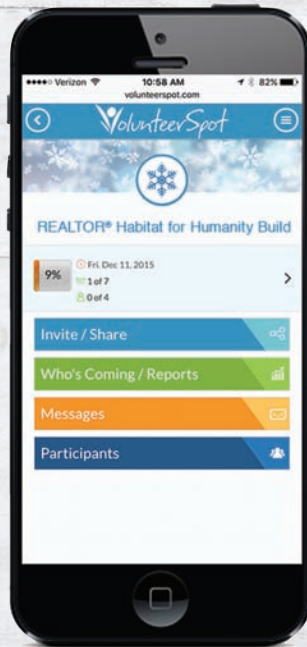 Verizon 10:58 AM 82%
volunteerspot.com
VolunteerSpot
REALTOR® Habitat for Humanity Build
9%
Fri. Dec 11, 2015
1 of 7
0 of 4
Invite / Share
Who's Coming / Reports
Messages
Participants